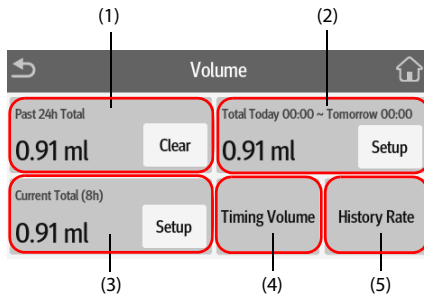 (1)
(2)
Volume
Past 24h Total
0.91 ml
Clear
Total Today 00:00 ~ Tomorrow 00:00
0.91 ml
Setup
Current Total (8h)
0.91 ml
Setup
Timing Volume
History Rate
(3)
(4)
(5)